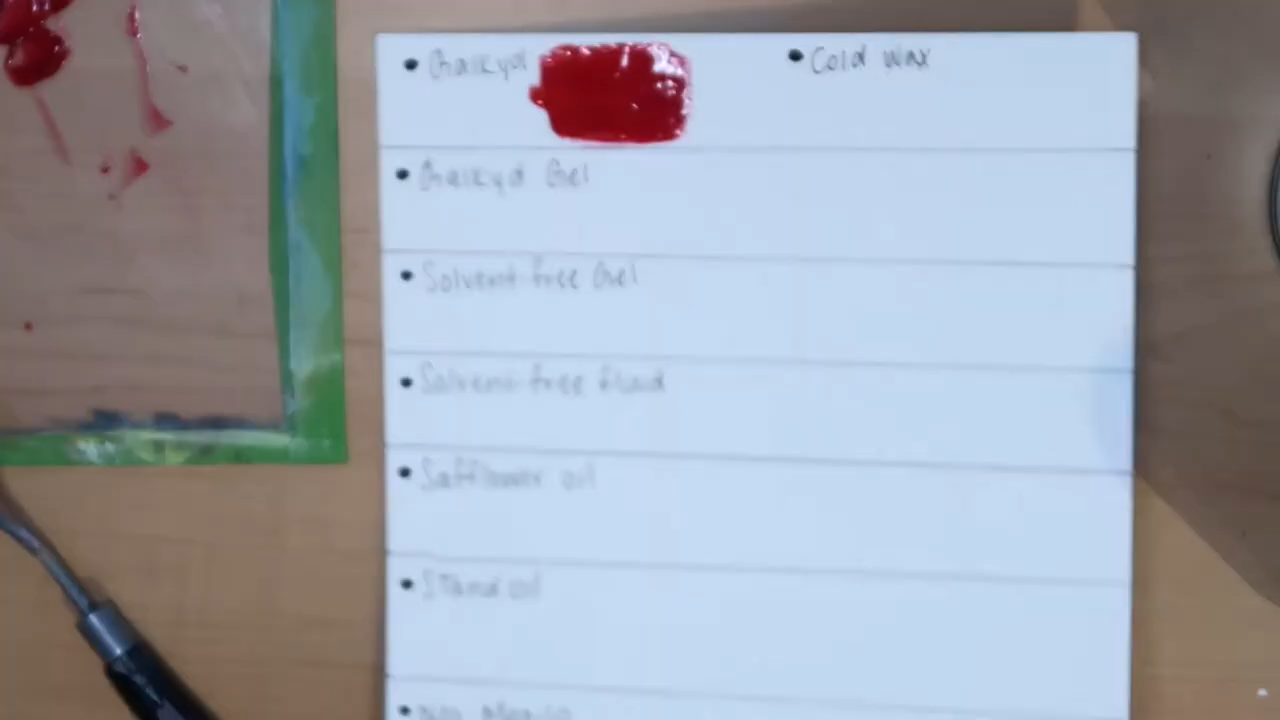 • Galkyd
• Cold Wax
• Galkyd Gel
• Solvent-free Gel
• Solvent-free fluid
• Safflower oil
• Stand oil